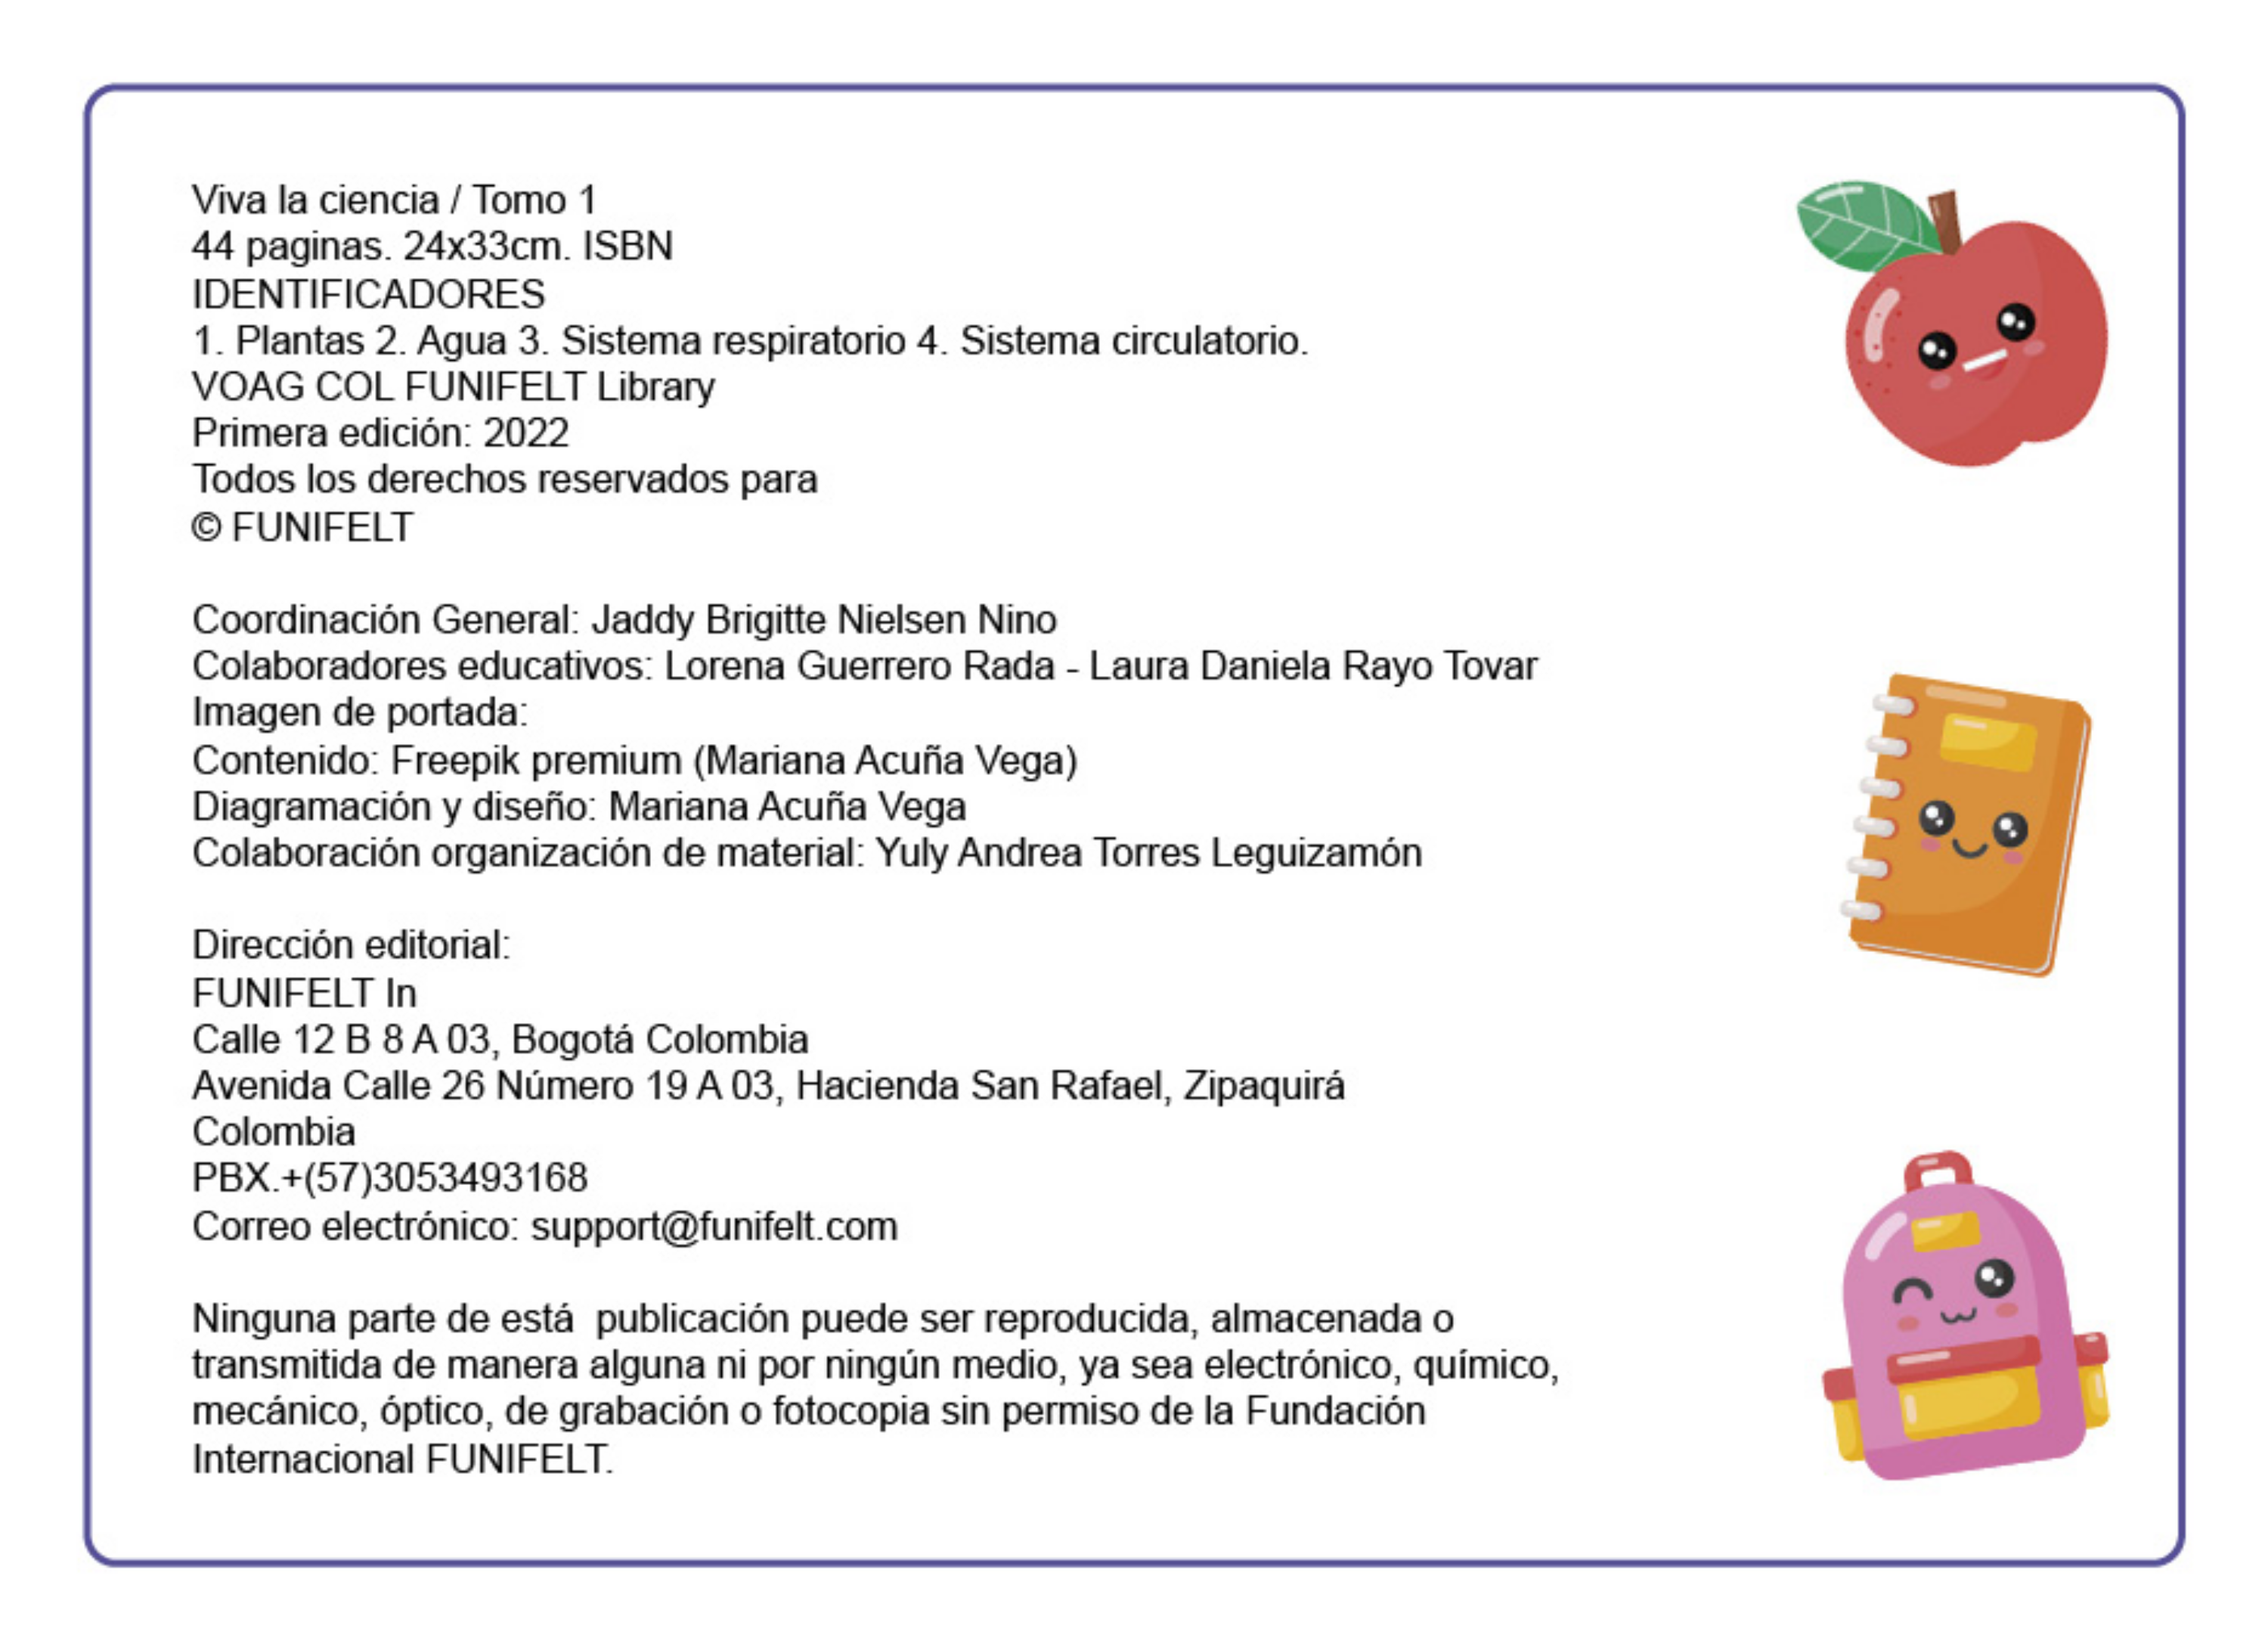 Viva la ciencia / Tomo 1
44 paginas. 24x33cm. ISBN
IDENTIFICADORES
1. Plantas 2. Agua 3. Sistema respiratorio 4. Sistema circulatorio.
VOAG COL FUNIFELT Library
Primera edición: 2022
Todos los derechos reservados para
© FUNIFELT
Coordinación General: Jaddy Brigitte Nielsen Nino
Colaboradores educativos: Lorena Guerrero Rada - Laura Daniela Rayo Tovar
Imagen de portada:
Contenido: Freepik premium (Mariana Acuña Vega)
Diagramación y diseño: Mariana Acuña Vega
Colaboración organización de material: Yuly Andrea Torres Leguizamón
Dirección editorial:
FUNIFELT In
Calle 12 B 8 A 03, Bogotá Colombia
Avenida Calle 26 Número 19 A 03, Hacienda San Rafael, Zipaquirá
Colombia
PBX.+(57)3053493168
Correo electrónico: support@funifelt.com
Ninguna parte de está  publicación puede ser reproducida, almacenada o
transmitida de manera alguna ni por ningún medio, ya sea electrónico, químico,
mecánico, óptico, de grabación o fotocopia sin permiso de la Fundación
Internacional FUNIFELT.